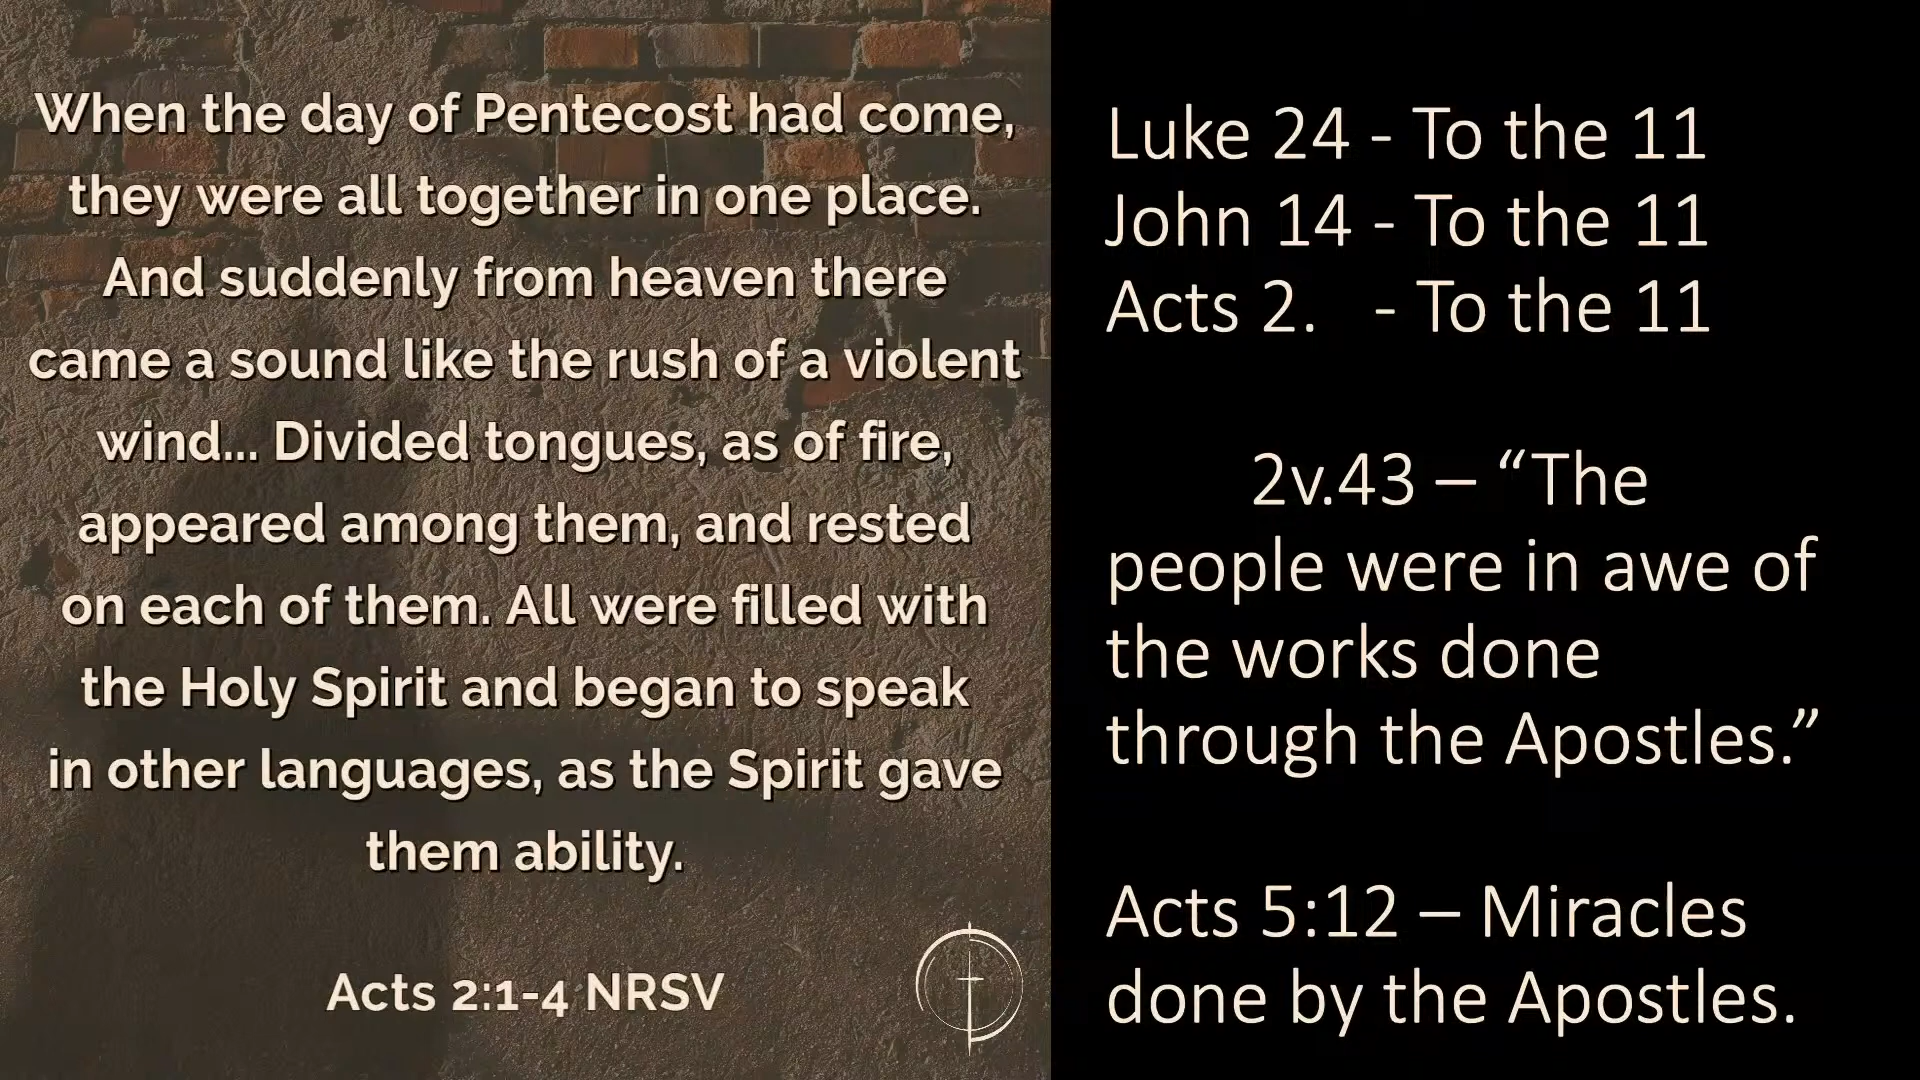 When the day of Pentecost had come,
they were all together in one place.
And suddenly from heaven there
came a sound like the rush of a violent
wind... Divided tongues, as of fire,
appeared among them, and rested
on each of them. All were filled with
the Holy Spirit and began to speak
in other languages, as the Spirit gave
them ability.
Acts 2:1-4 NRSV
Luke 24 - To the 11
John 14 - To the 11
Acts 2. - To the 11
2v.43 – “The
people were in awe of
the works done
through the Apostles.”
Acts 5:12 – Miracles
done by the Apostles.